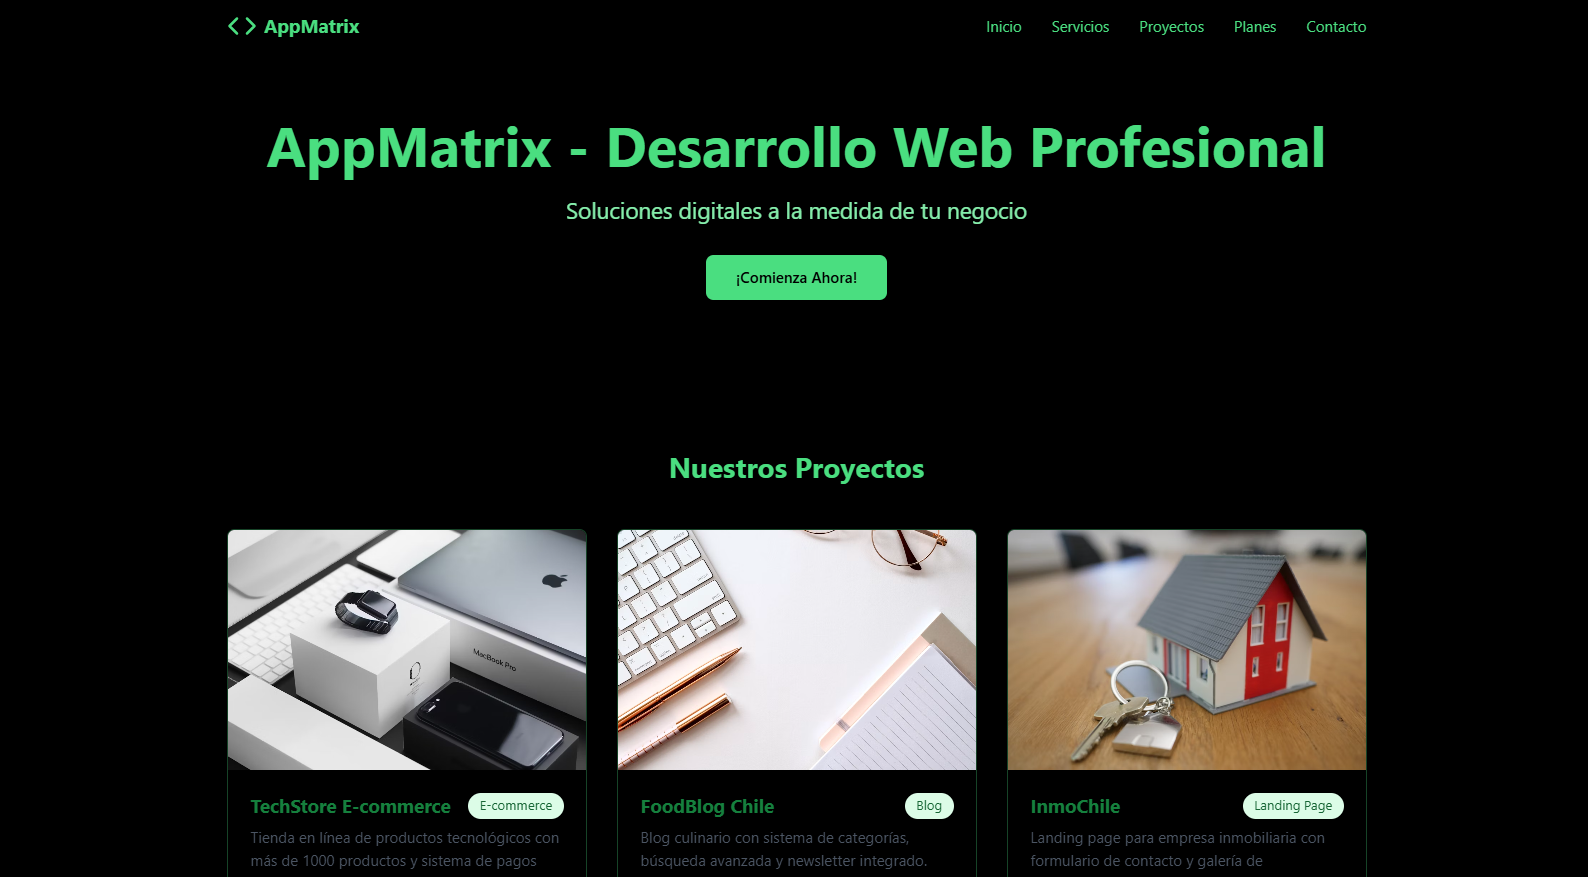 AppMatrix
Inicio
Servicios
Proyectos
Planes
Contacto
AppMatrix - Desarrollo Web Profesional
Soluciones digitales a la medida de tu negocio
¡Comienza Ahora!
Nuestros Proyectos
MacBook Pro
TechStore E-commerce
E-commerce
Tienda en línea de productos tecnológicos con
más de 1000 productos y sistema de pagos
FoodBlog Chile
Blog
Blog culinario con sistema de categorías,
búsqueda avanzada y newsletter integrado.
InmoChile
Landing Page
Landing page para empresa inmobiliaria con
formulario de contacto y galería de